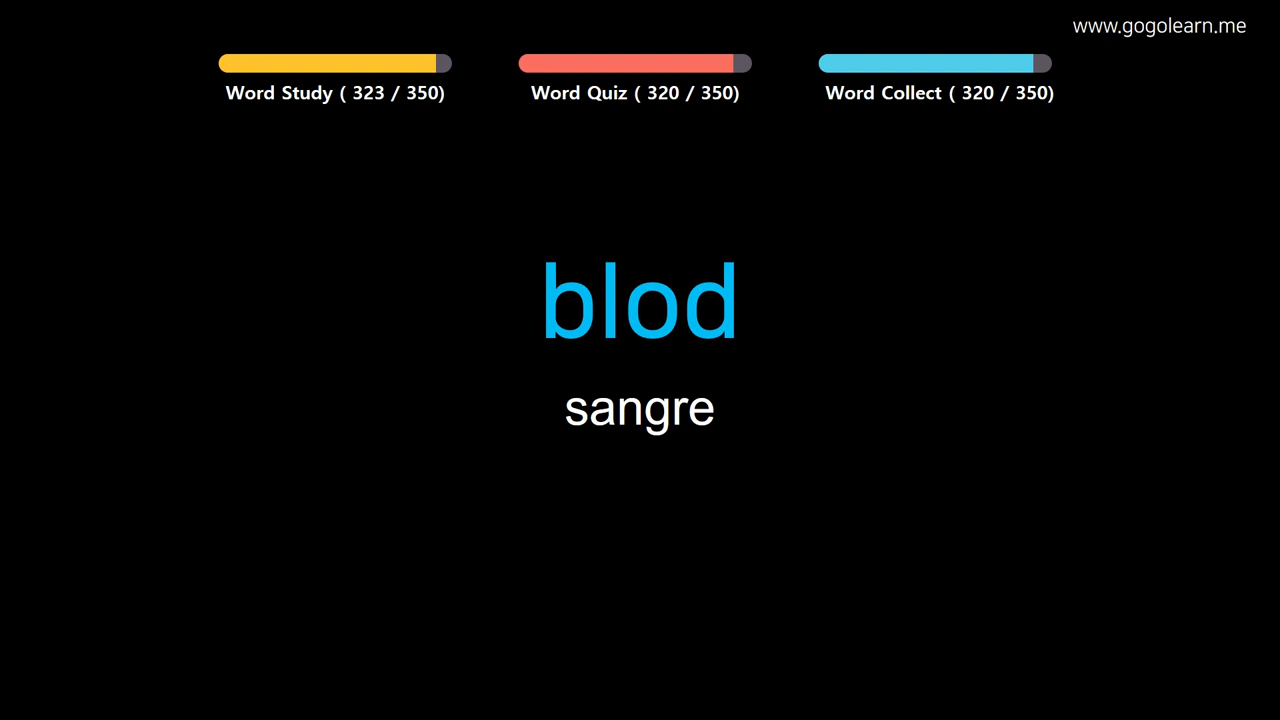 www.gogolearn.me
Word Study ( 323 / 350)
Word Quiz ( 320 / 350)
Word Collect ( 320 / 350)
blod
sangre